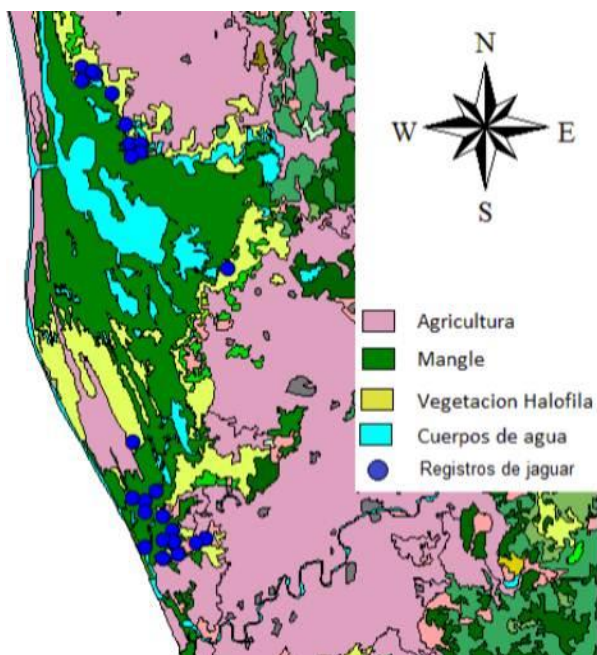 N
W E
S
Agricultura
Mangle
Vegetacion Halofila
Cuerpos de agua
Registros de jaguar